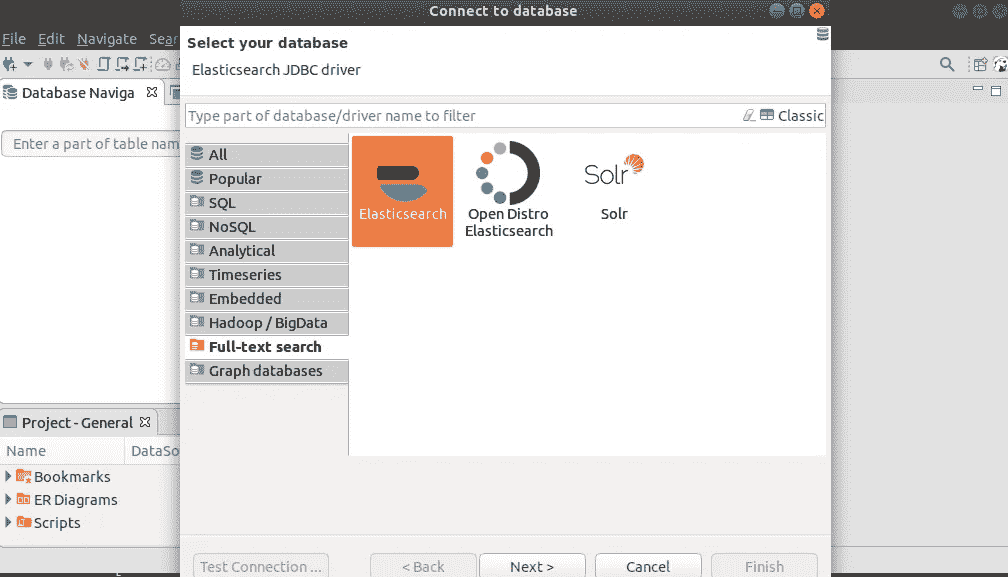 Connect to database
File Edit Navigate Sear
Select your database
Elasticsearch JDBC driver
Database Naviga
Type part of database/driver name to filter
Classic
Enter a part of table nam
All
Popular
SQL
NoSQL
Analytical
Timeseries
Embedded
Hadoop / BigData
Full-text search
Graph databases
Elasticsearch
Open Distro
Elasticsearch
Solr
Solr
Project - General
Name DataSo
Bookmarks
ER Diagrams
Scripts
Test Connection ... < Back Next > Cancel Finish